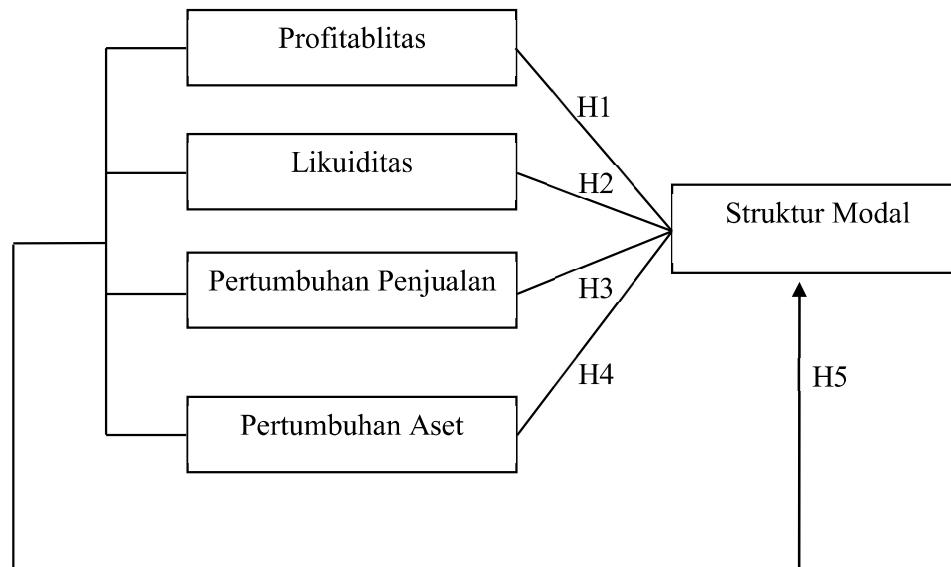 Profitablitas
H1
Likuiditas
H2
Struktur Modal
Pertumbuhan Penjualan
H3
H4
H5
Pertumbuhan Aset